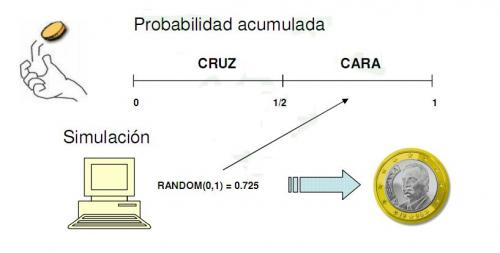 Probabilidad acumulada
CRUZ CARA
0 1/2 1
Simulación
RANDOM(0,1) = 0.725